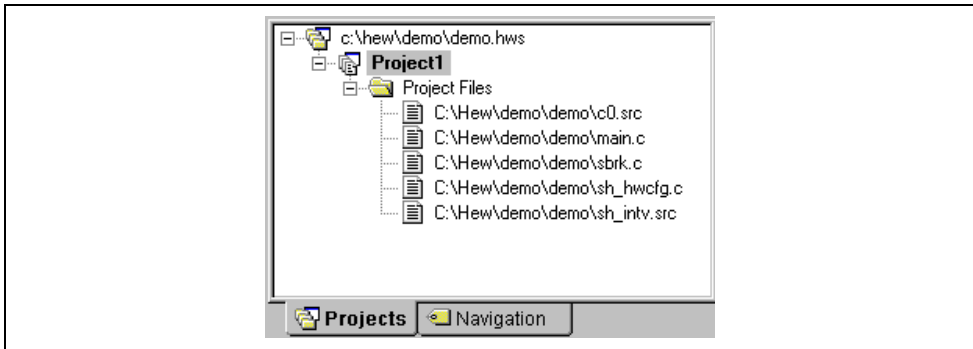 c:\hew\demo\demo.hws
Project1
Project Files
C:\Hew\demo\demo\c0.src
C:\Hew\demo\demo\main.c
C:\Hew\demo\demo\sbrk.c
C:\Hew\demo\demo\sh_hwcfg.c
C:\Hew\demo\demo\sh_intv.src
Projects Navigation